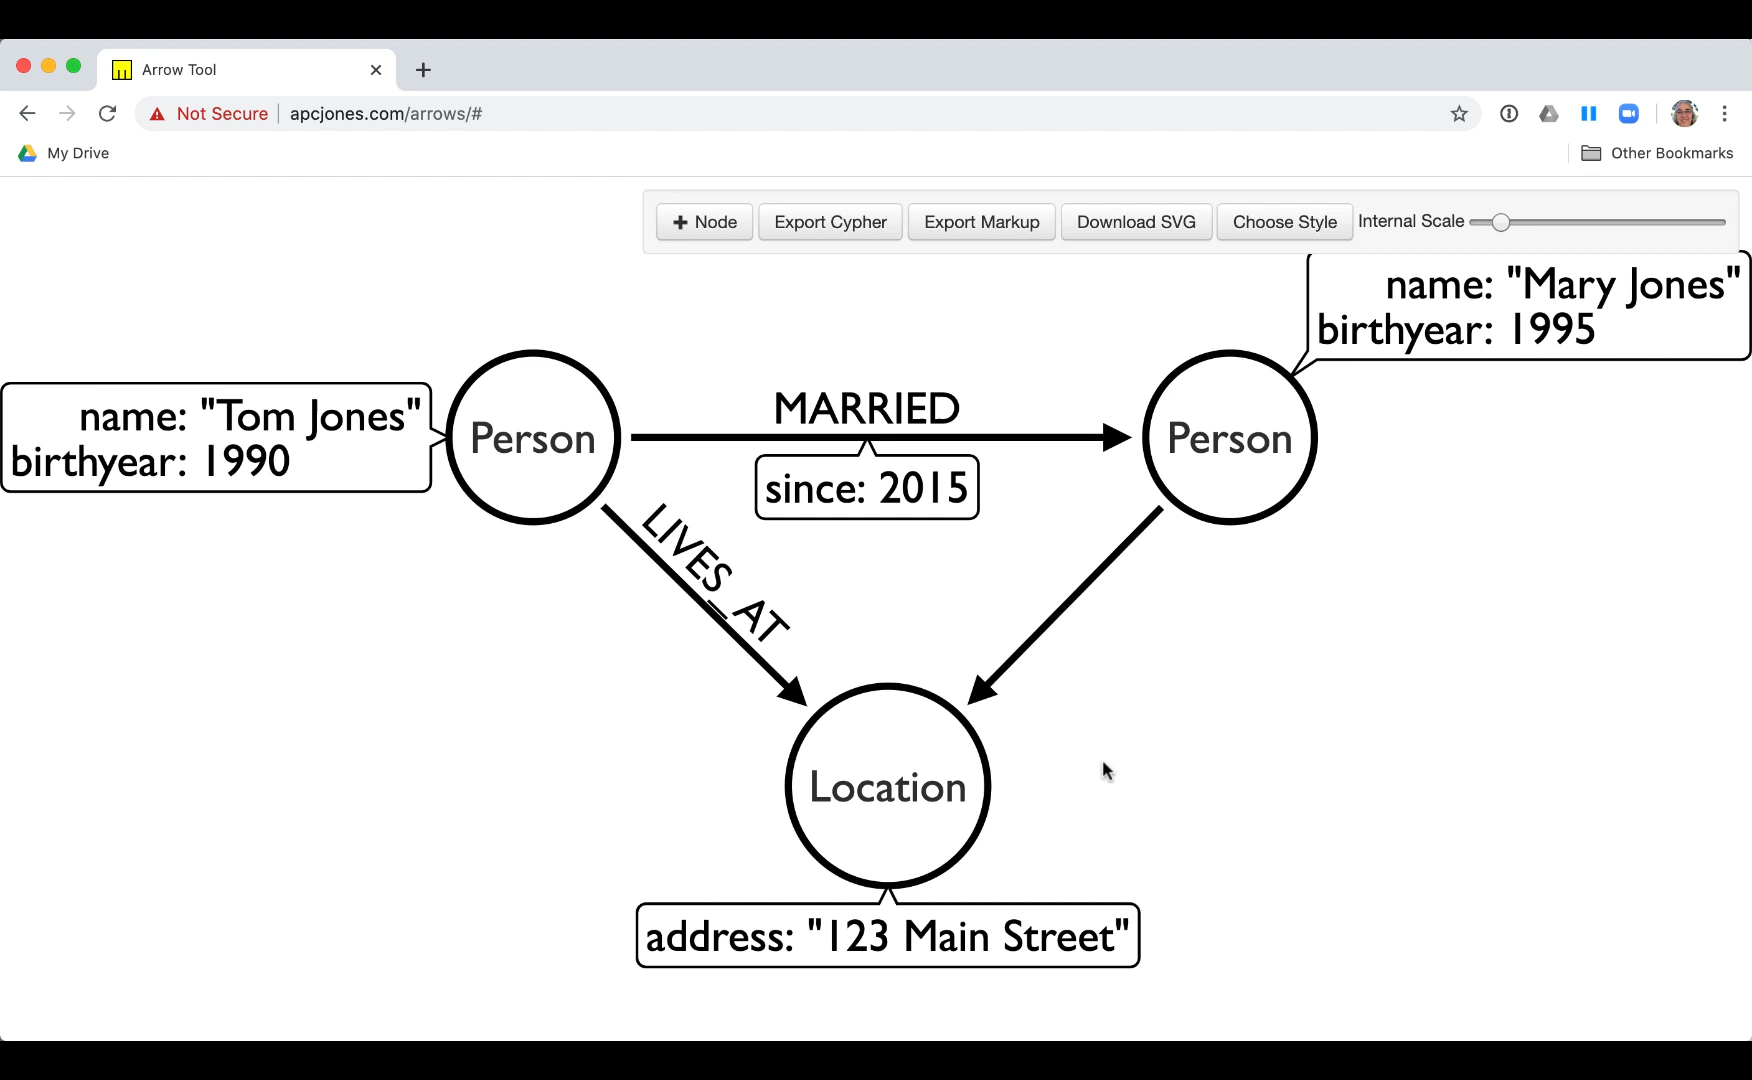 Arrow Tool
Not Secure
apcjones.com/arrows/#
My Drive
Other Bookmarks
Node
Export Cypher
Export Markup
Download SVG
Choose Style
Internal Scale
name: "Mary Jones"
birthyear: 1995
name: "Tom Jones"
birthyear: 1990
Person
MARRIED
since: 2015
Person
LIVES_AT
Location
address: "123 Main Street"